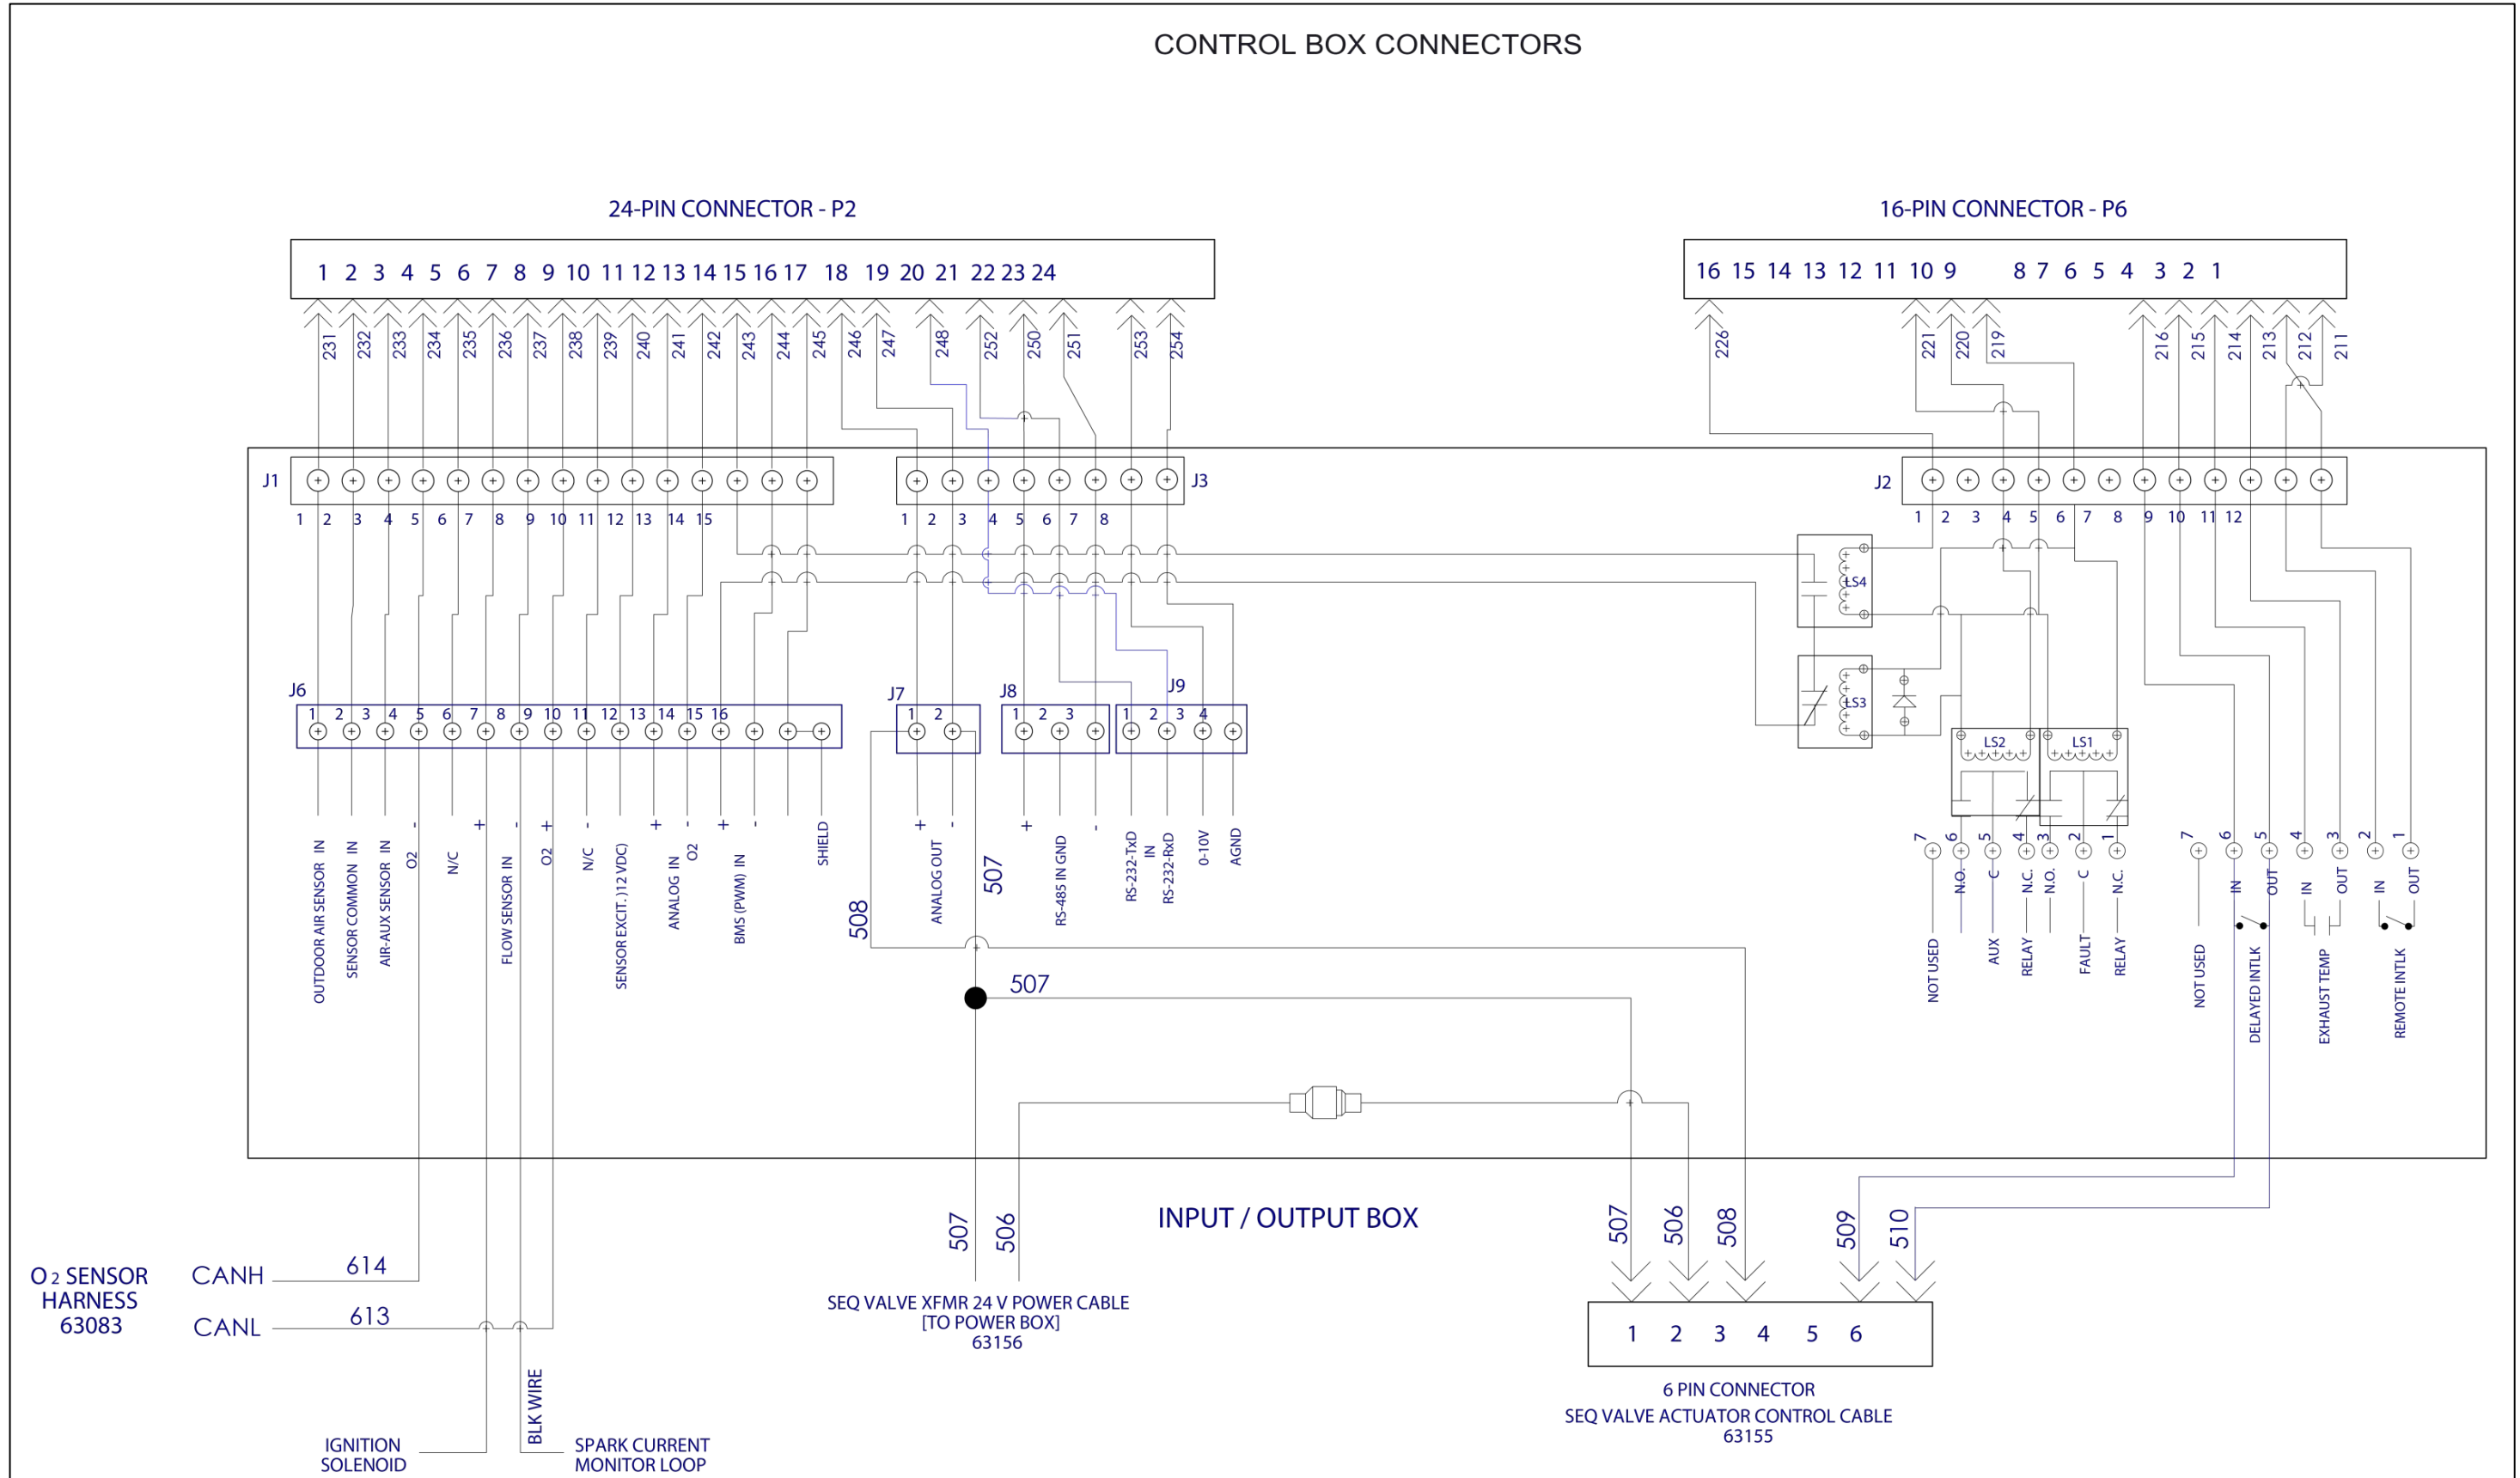 CONTROL BOX CONNECTORS
24-PIN CONNECTOR - P2
16-PIN CONNECTOR - P6
1 2 3 4 5 6 7 8 9 10 11 12 13 14 15 16 17 18 19 20 21 22 23 24
16 15 14 13 12 11 10 9 8 7 6 5 4 3 2 1
231 232 233 234 235 236 237 238 239 240 241 242 243 244 245 246 247 248 252 250 251 253 254
226 221 220 219 216 215 214 213 212 211
J1
J3
J2
1 2 3 4 5 6 7 8 9 10 11 12 13 14 15
1 2 3 4 5 6 7 8
1 2 3 4 5 6 7 8 9 10 11 12
LS4
LS3
J6
J7
J8
J9
1 2 3 4 5 6 7 8 9 10 11 12 13 14 15 16
1 2
1 2 3
1 2 3 4
LS2
LS1
OUTDOOR AIR SENSOR IN
SENSOR COMMON IN
AIR-AUX SENSOR IN
-
O2
N/C
+
FLOW SENSOR IN
-
+
O2
-
N/C
SENSOR EXCIT. )12 VDC)
+
ANALOG IN
-
O2
+
BMS (PWM) IN
-
SHIELD
+
ANALOG OUT
-
+
RS-485 IN GND
-
RS-232-TxD
IN
RS-232-RxD
0-10V
AGND
7 6 5 4 3 2 1
N.O. C N.C. N.O. C N.C.
NOT USED
AUX
RELAY
FAULT
RELAY
7 6 5 4 3 2 1
IN OUT IN OUT IN OUT
NOT USED
DELAYED INTLK
EXHAUST TEMP
REMOTE INTLK
508
507
507
507
506
INPUT / OUTPUT BOX
507
506
508
509
510
O2 SENSOR
HARNESS
63083
CANH
614
CANL
613
SEQ VALVE XFMR 24 V POWER CABLE
[TO POWER BOX]
63156
1 2 3 4 5 6
6 PIN CONNECTOR
SEQ VALVE ACTUATOR CONTROL CABLE
63155
BLK WIRE
IGNITION
SOLENOID
SPARK CURRENT
MONITOR LOOP